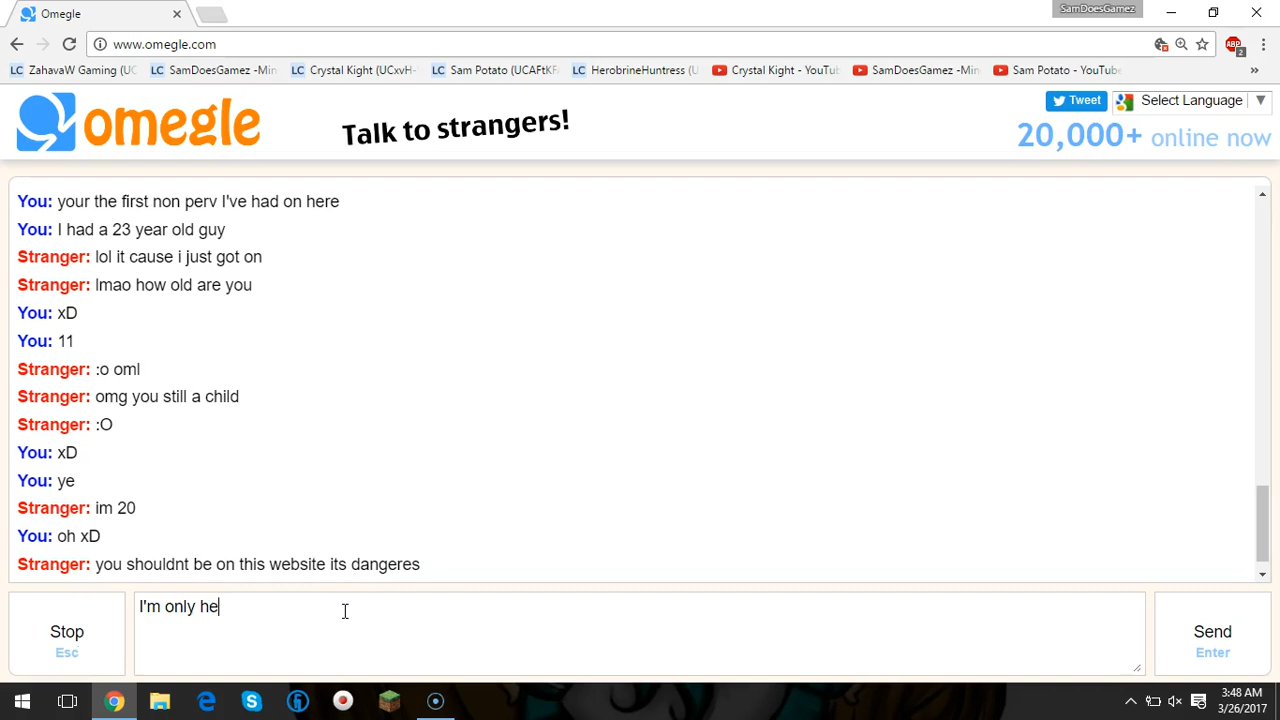 Omegle
SamDoesGamez
www.omegle.com
ABP
2
LC ZahavaW Gaming (UC
LC SamDoesGamez -Min
LC Crystal Kight (UCxvH-
LC Sam Potato (UCAFtKF
LC HerobrineHuntress (U
Crystal Kight - YouTu
SamDoesGamez -Min
Sam Potato - YouTube
»
omegle
Talk to strangers!
Tweet
Select Language ▼
20,000+ online now
You: your the first non perv I've had on here
You: I had a 23 year old guy
Stranger: lol it cause i just got on
Stranger: lmao how old are you
You: xD
You: 11
Stranger: :o oml
Stranger: omg you still a child
Stranger: :O
You: xD
You: ye
Stranger: im 20
You: oh xD
Stranger: you shouldnt be on this website its dangeres
Stop
Esc
I'm only he
Send
Enter
3:48 AM
3/26/2017